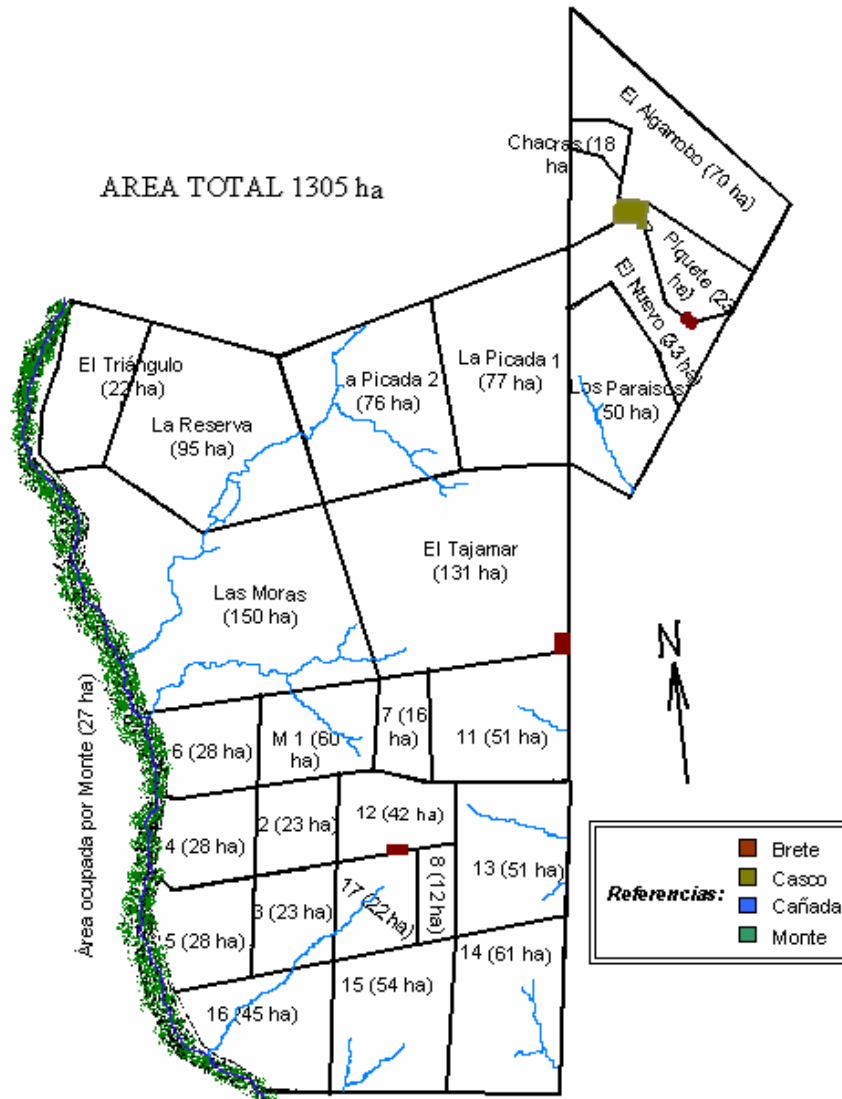 El Algarrobo (70 ha)
Chacras (18
ha
AREA TOTAL 1305 ha
Piquete (23
ha)
El Nuevo (33 ha)
El Triángulo
(22 ha)
La Reserva
(95 ha)
a Picada 2
(76 ha)
La Picada 1
(77 ha)
Los Paraisos
50 ha)
El Tajamar
(131 ha)
Las Moras
(150 ha)
N
Área ocupada por Monte (27 ha)
6 (28 ha)
M 1 (60
ha)
7 (16
ha)
11 (51 ha)
4 (28 ha)
2 (23 ha)
12 (42 ha)
13 (51 ha)
5 (28 ha)
3 (23 ha)
17 (22 ha)
8 (12 ha)
16 (45 ha)
15 (54 ha)
14 (61 ha)
Referencias:
Brete
Casco
Cañada
Monte